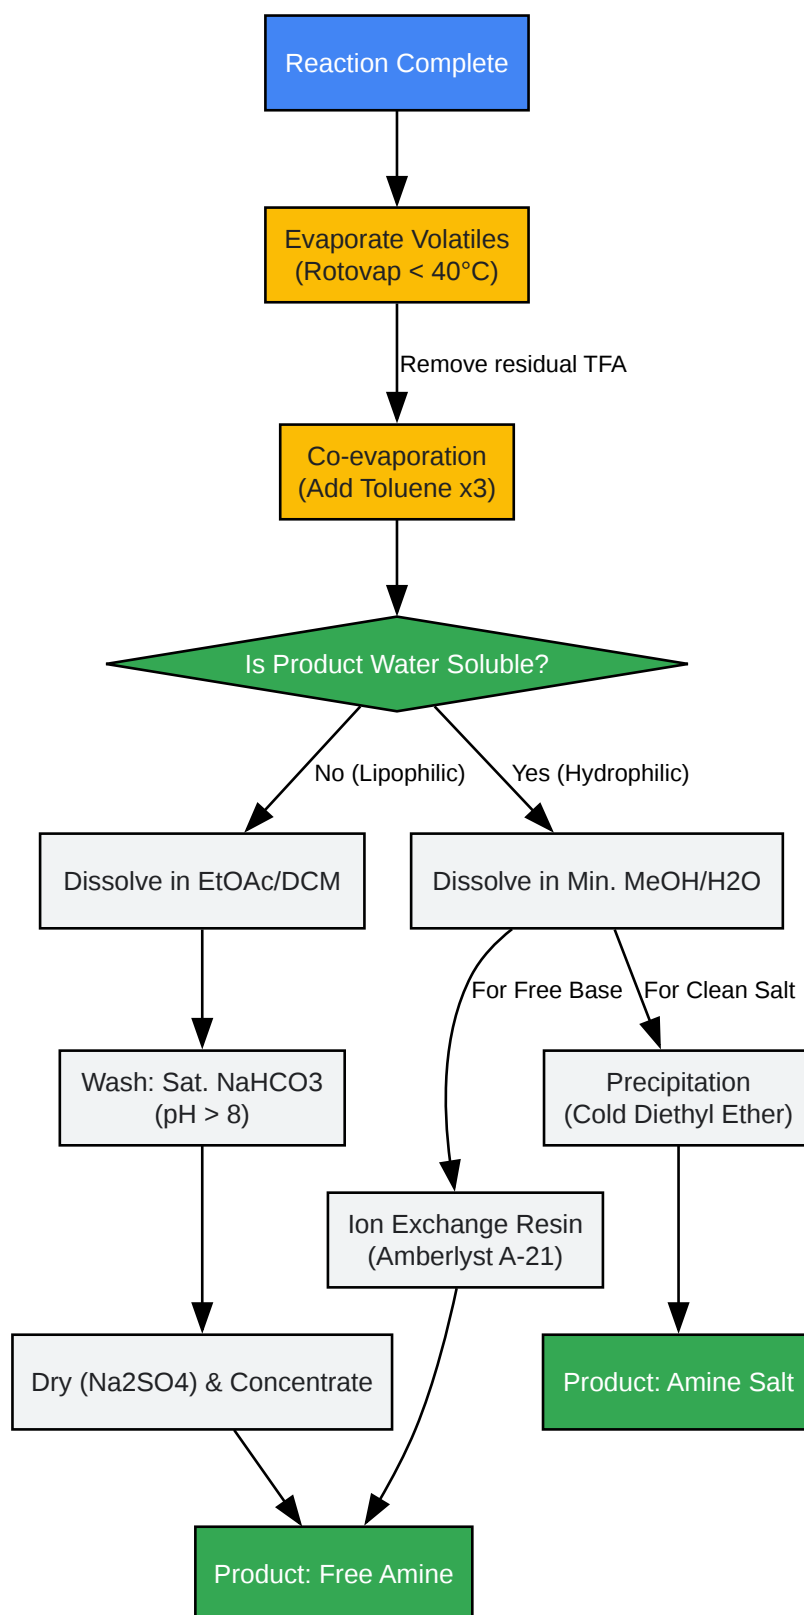 Reaction Complete
Evaporate Volatiles
(Rotovap < 40°C)
Remove residual TFA
Co-evaporation
(Add Toluene x3)
Is Product Water Soluble?
No (Lipophilic)
Yes (Hydrophilic)
Dissolve in EtOAc/DCM
Dissolve in Min. MeOH/H2O
For Free Base
For Clean Salt
Wash: Sat. NaHCO3
(pH > 8)
Precipitation
(Cold Diethyl Ether)
Ion Exchange Resin
(Amberlyst A-21)
Dry (Na2SO4) & Concentrate
Product: Amine Salt
Product: Free Amine